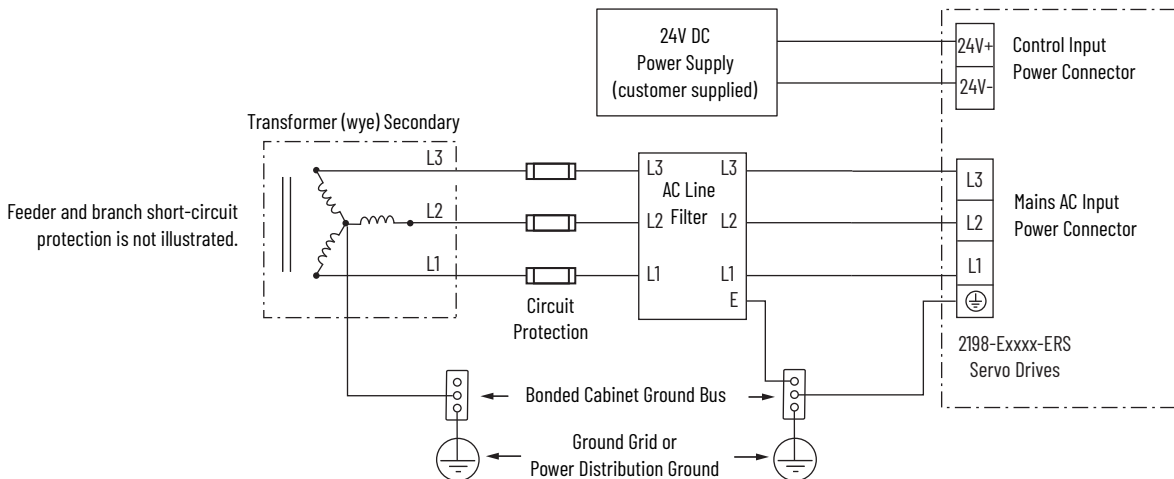 24V DC
Power Supply
(customer supplied)
24V+
24V-
Control Input
Power Connector
Transformer (wye) Secondary
L3
L2
L1
Feeder and branch short-circuit
protection is not illustrated.
Circuit
Protection
L3
L2
L1
AC Line
Filter
L3
L2
L1
E
L3
L2
L1
Mains AC Input
Power Connector
2198-Exxxx-ERS
Servo Drives
Bonded Cabinet Ground Bus
Ground Grid or
Power Distribution Ground